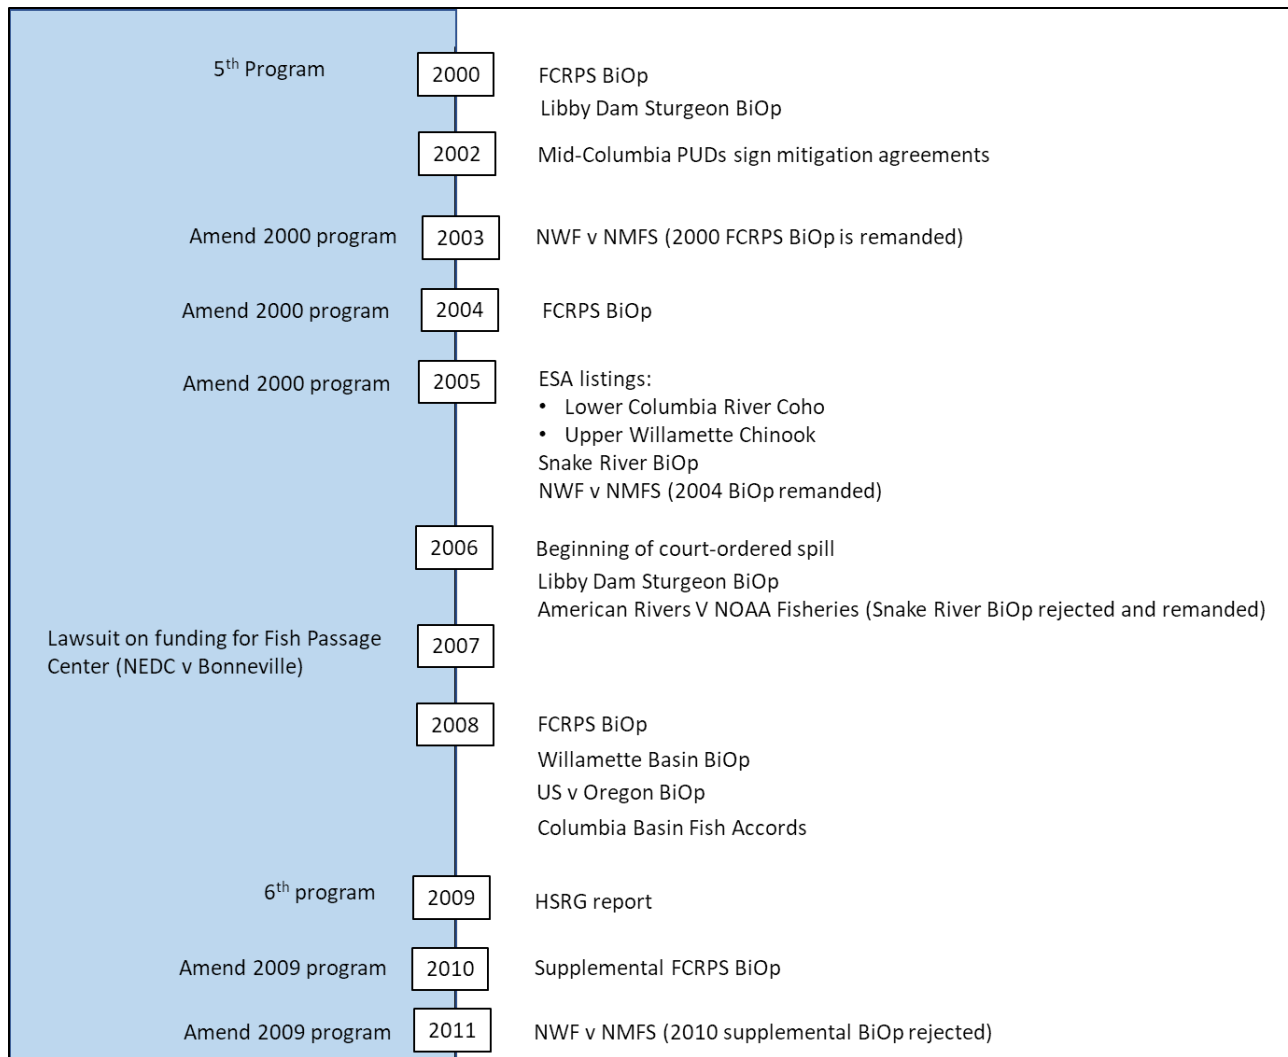 5th Program
2000
FCRPS BiOp
Libby Dam Sturgeon BiOp
2002
Mid-Columbia PUDs sign mitigation agreements
Amend 2000 program
2003
NWF v NMFS (2000 FCRPS BiOp is remanded)
Amend 2000 program
2004
FCRPS BiOp
Amend 2000 program
2005
ESA listings:
• Lower Columbia River Coho
• Upper Willamette Chinook
Snake River BiOp
NWF v NMFS (2004 BiOp remanded)
2006
Beginning of court-ordered spill
Libby Dam Sturgeon BiOp
American Rivers V NOAA Fisheries (Snake River BiOp rejected and remanded)
Lawsuit on funding for Fish Passage
Center (NEDC v Bonneville)
2007
2008
FCRPS BiOp
Willamette Basin BiOp
US v Oregon BiOp
Columbia Basin Fish Accords
6th program
2009
HSRG report
Amend 2009 program
2010
Supplemental FCRPS BiOp
Amend 2009 program
2011
NWF v NMFS (2010 supplemental BiOp rejected)